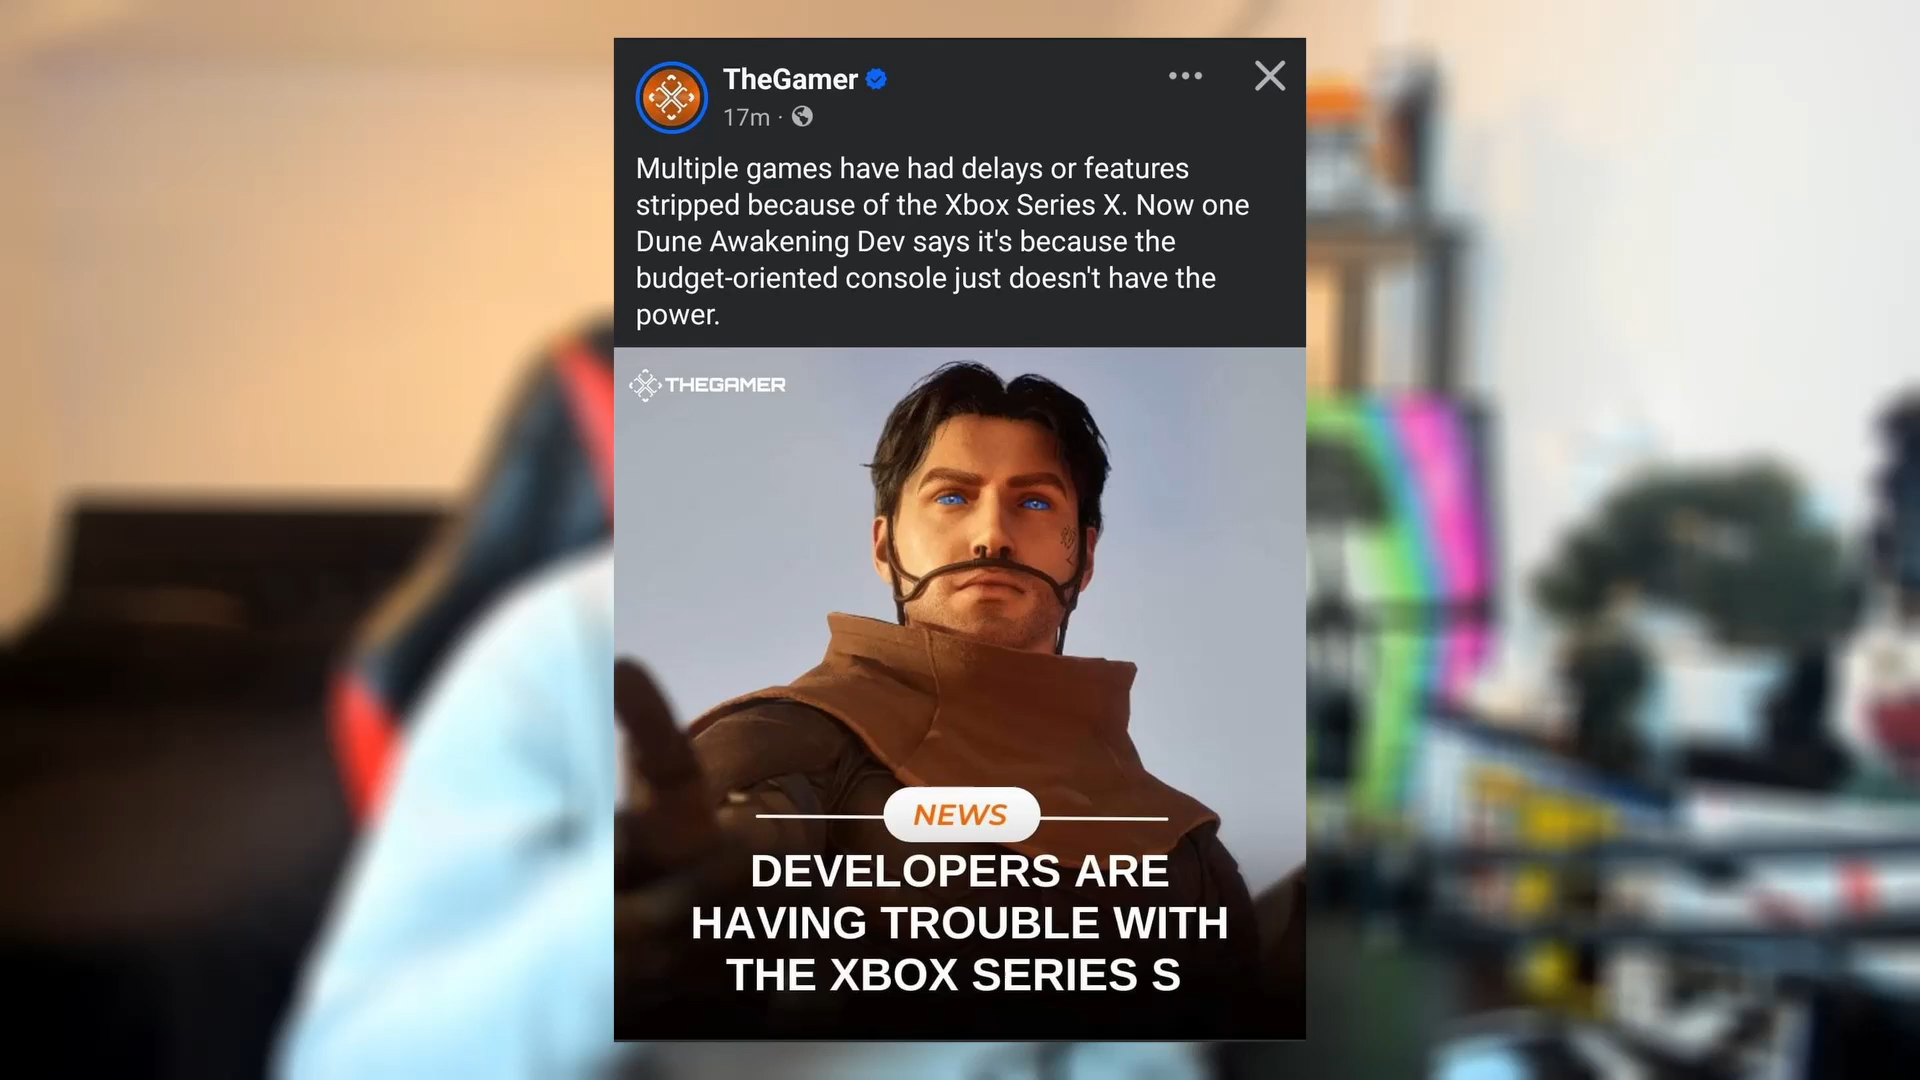 TheGamer
17m ·
Multiple games have had delays or features
stripped because of the Xbox Series X. Now one
Dune Awakening Dev says it's because the
budget-oriented console just doesn't have the
power.
THEGAMER
NEWS
DEVELOPERS ARE
HAVING TROUBLE WITH
THE XBOX SERIES S